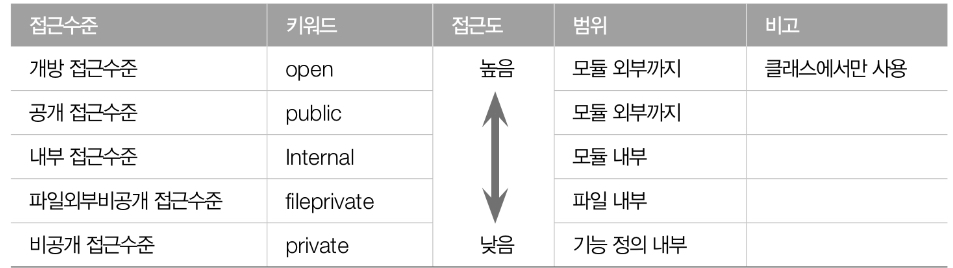 접근수준 키워드 접근도 범위 비고
개방 접근수준 open 높음 모듈 외부까지 클래스에서만 사용
공개 접근수준 public 모듈 외부까지
내부 접근수준 Internal 모듈 내부
파일외부비공개 접근수준 fileprivate 파일 내부
비공개 접근수준 private 낮음 기능 정의 내부